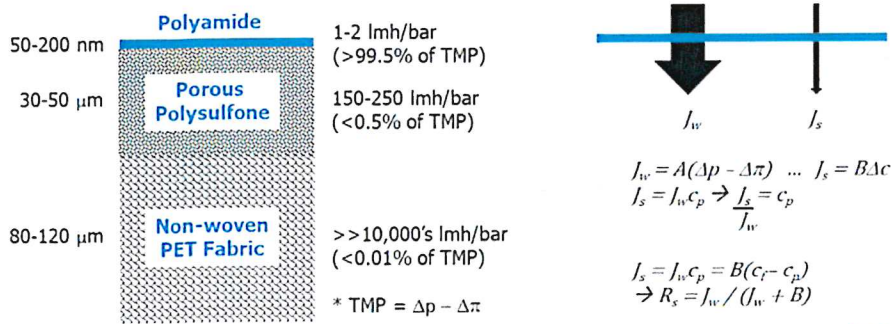 Polyamide
50-200 nm
1-2 lmh/bar
(>99.5% of TMP)
30-50 μm
Porous
Polysulfone
150-250 lmh/bar
(<0.5% of TMP)
80-120 μm
Non-woven
PET Fabric
>>10,000's lmh/bar
(<0.01% of TMP)
* TMP = Δp – Δπ
J_w
J_s
J_w = A(Δp – Δπ) ... J_s = BΔc
J_s = J_w c_p → J_s/J_w = c_p
J_s = J_w c_p = B(c_f – c_p)
→ R_s = J_w / (J_w + B)